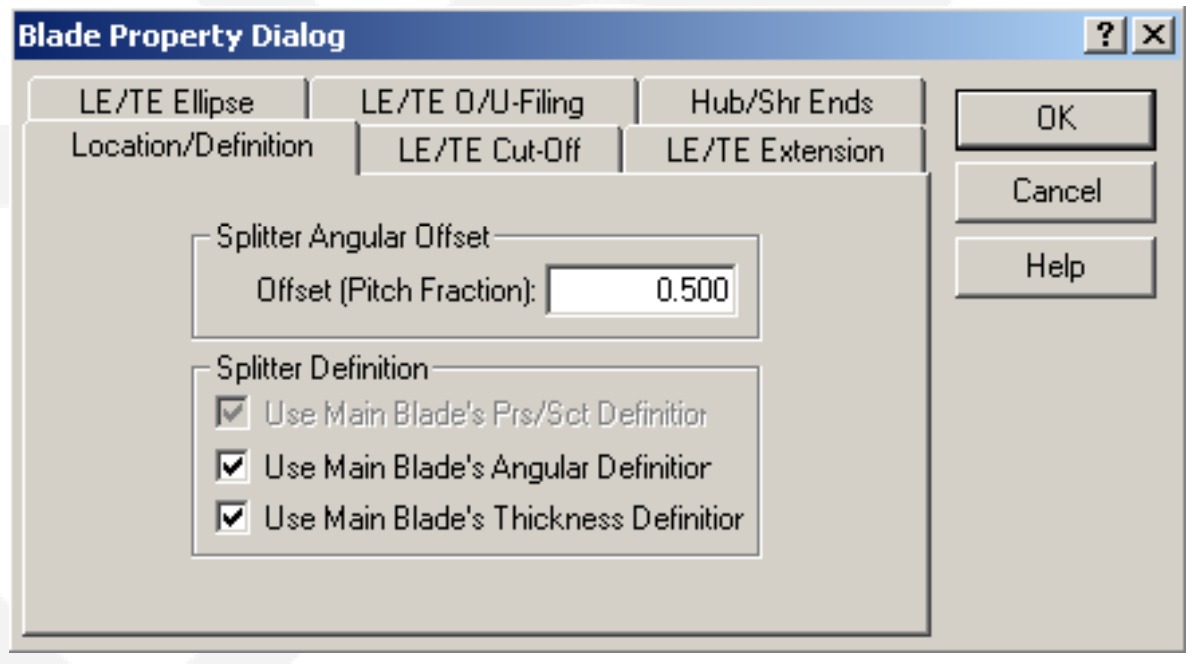 Blade Property Dialog
LE/TE Ellipse LE/TE O/U-Filing Hub/Shr Ends
Location/Definition LE/TE Cut-Off LE/TE Extension
OK
Cancel
Help
Splitter Angular Offset
Offset (Pitch Fraction): 0.500
Splitter Definition
Use Main Blade's Prs/Sct Definitior
Use Main Blade's Angular Definitior
Use Main Blade's Thickness Definitior